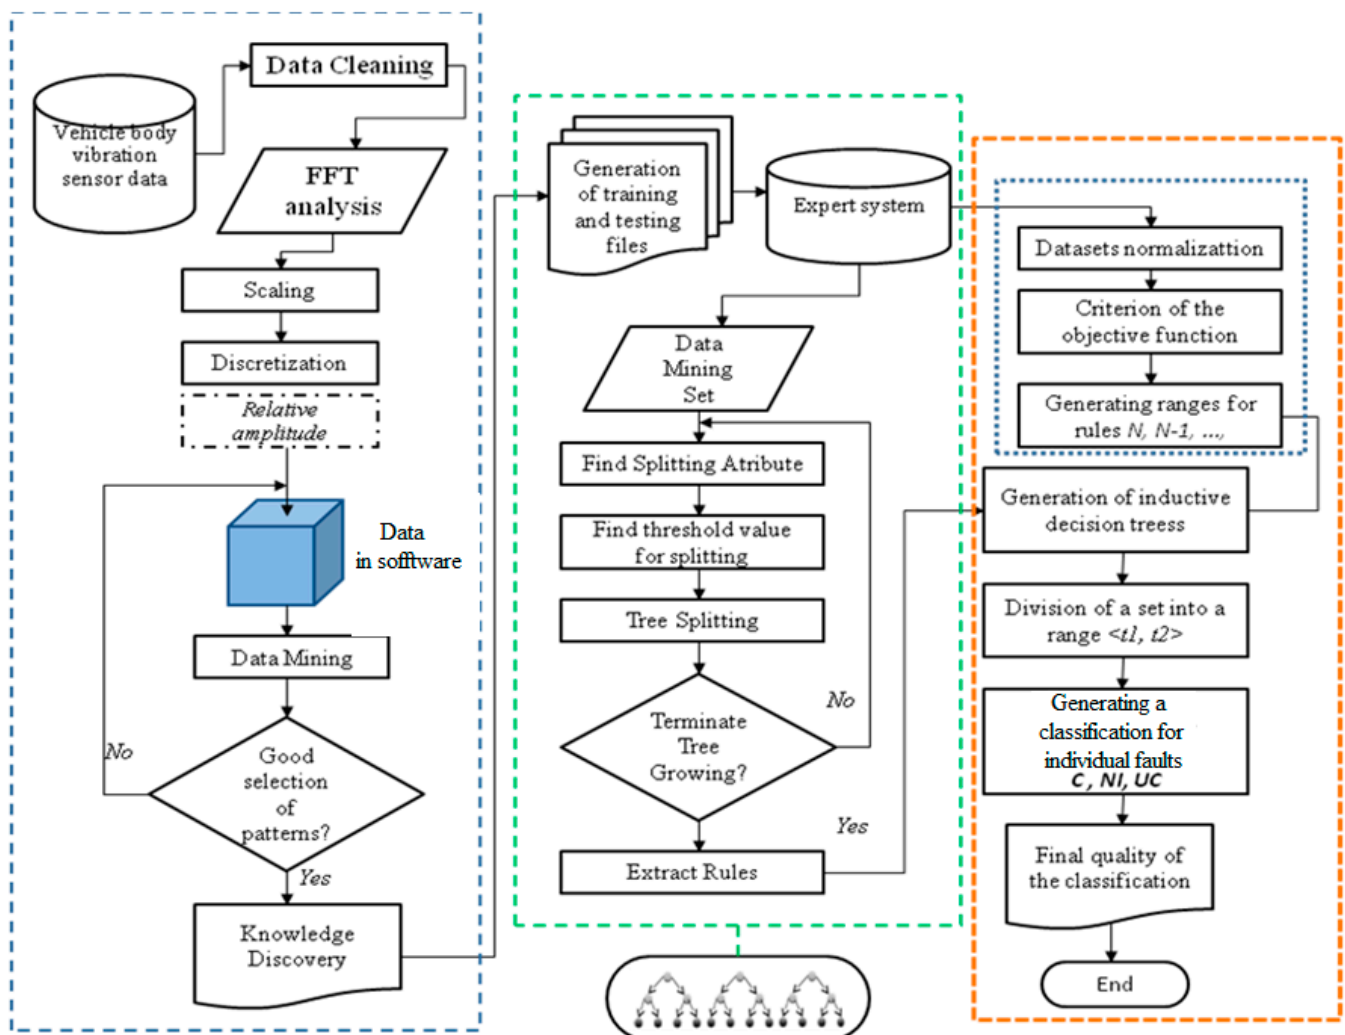 Data Cleaning
Vehicle body
vibration
sensor data
FFT
analysis
Scaling
Discretization
Relative
amplitude
Data
in sofftware
Data Mining
No
Good
selection
of
patterns?
Yes
Knowledge
Discovery
Generation
of training
and testing
files
Expert system
Data
Mining
Set
Find Splitting Atribute
Find threshold value
for splitting
Tree Splitting
No
Terminate
Tree
Growing?
Yes
Extract Rules
Datasets normalizattion
Criterion of the
objective function
Generating ranges for
rules N, N-1, ...,
Generation of inductive
decision treess
Division of a set into a
range <t1, t2>
Generating a
classification for
individual faults
C , NI, UC
Final quality of
the classification
End